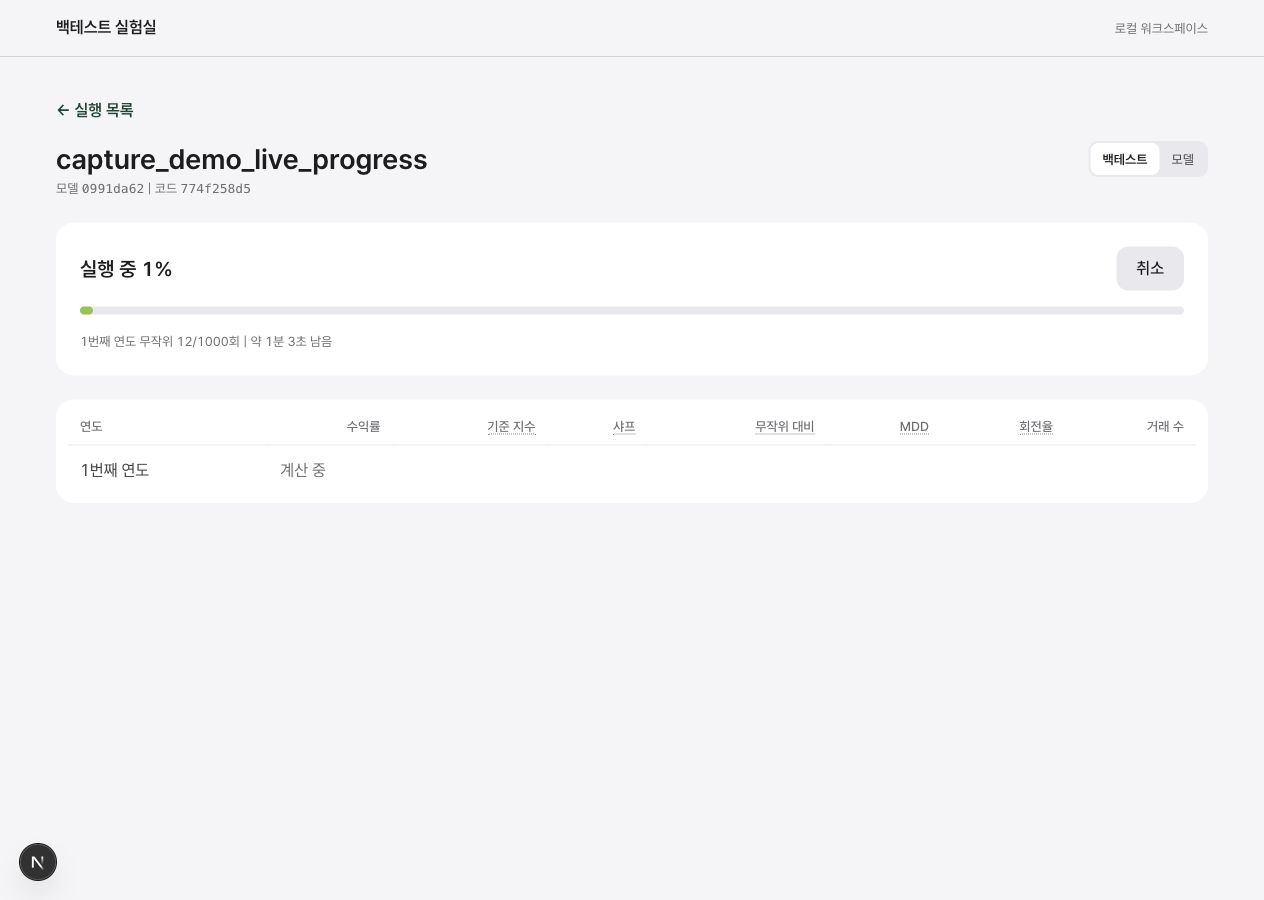 백테스트 실험실
로컬 워크스페이스
← 실행 목록
capture_demo_live_progress
백테스트 모델
모델 0991da62 | 코드 774f258d5
실행 중 1%
취소
1번째 연도 무작위 12/1000회 | 약 1분 3초 남음
연도 수익률 기준 지수 샤프 무작위 대비 MDD 회전율 거래 수
1번째 연도 계산 중
N